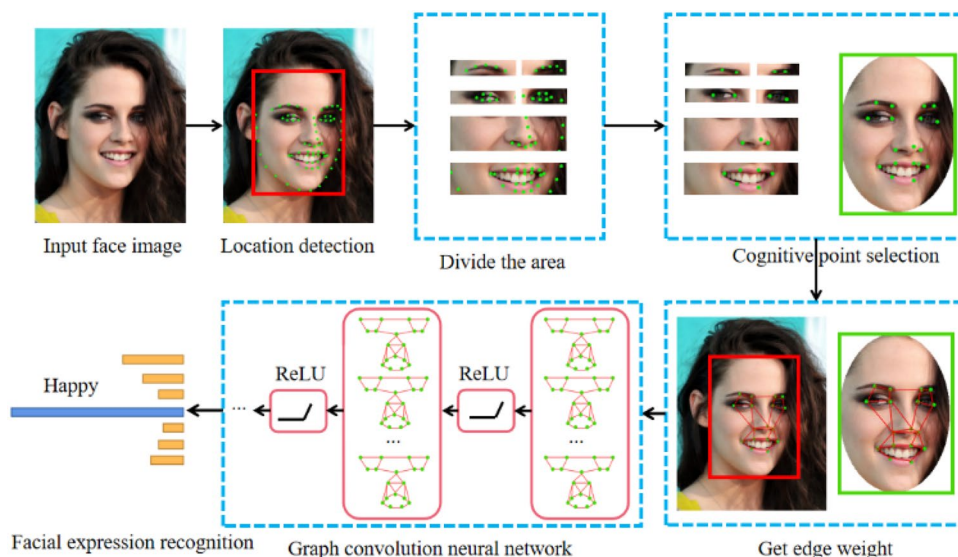 Input face image
Location detection
Divide the area
Cognitive point selection
Happy
ReLU
ReLU
...
...
...
Facial expression recognition
Graph convolution neural network
Get edge weight